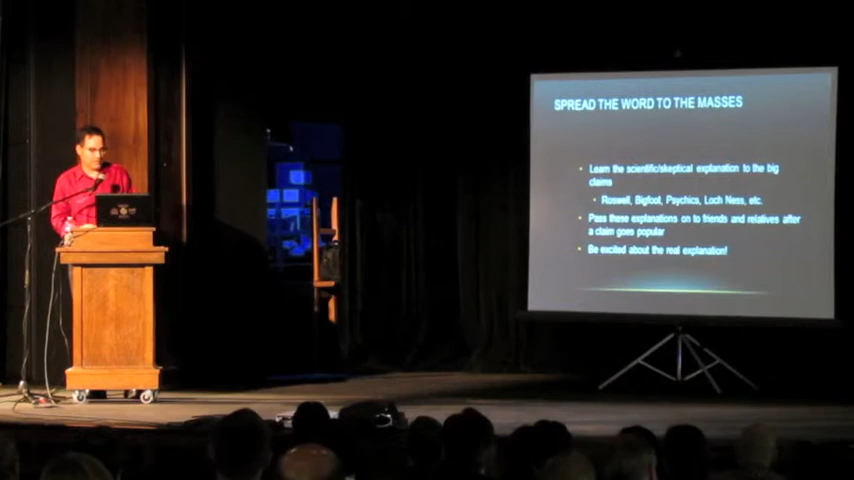 SPREAD THE WORD TO THE MASSES
Learn the scientific/skeptical explanation to the big
claims
Roswell, Bigfoot, Psychics, Loch Ness, etc.
Pass these explanations on to friends and relatives after
a claim goes popular
Be excited about the real explanation!